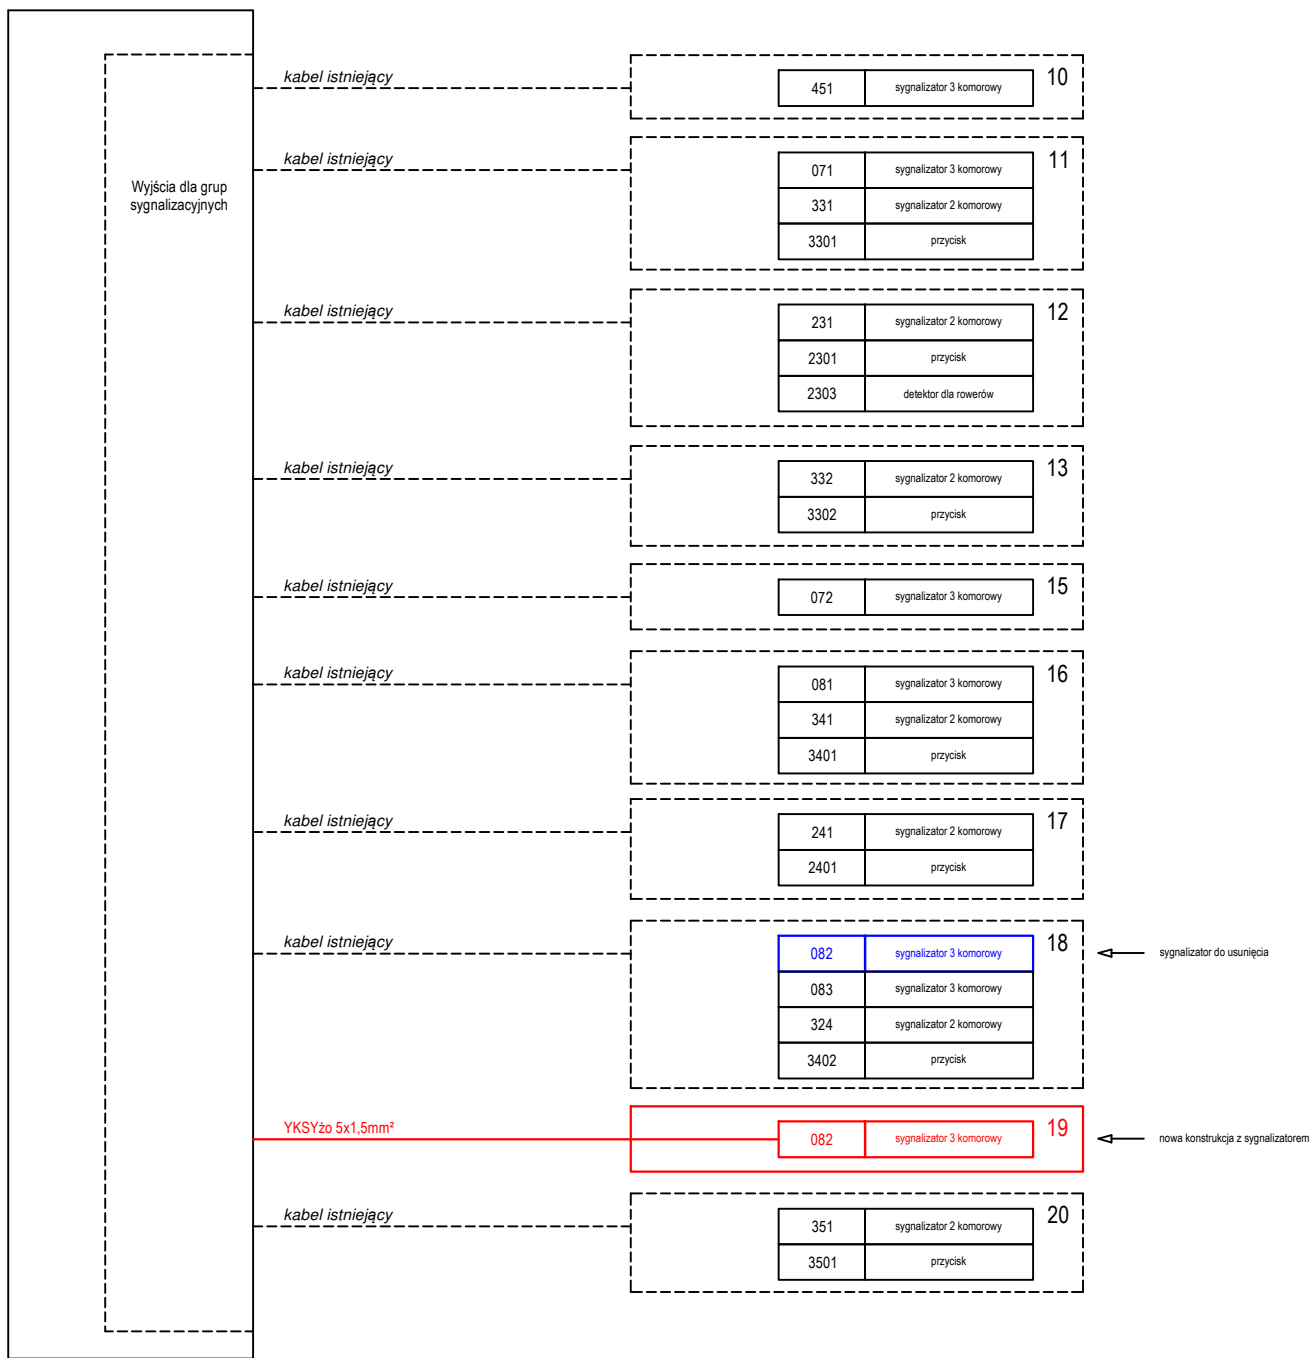 Wyjścia dla grup
sygnalizacyjnych
kabel istniejący
10
451 sygnalizator 3 komorowy
kabel istniejący
11
071 sygnalizator 3 komorowy
331 sygnalizator 2 komorowy
3301 przycisk
kabel istniejący
12
231 sygnalizator 2 komorowy
2301 przycisk
2303 detektor dla rowerów
kabel istniejący
13
332 sygnalizator 2 komorowy
3302 przycisk
kabel istniejący
15
072 sygnalizator 3 komorowy
kabel istniejący
16
081 sygnalizator 3 komorowy
341 sygnalizator 2 komorowy
3401 przycisk
kabel istniejący
17
241 sygnalizator 2 komorowy
2401 przycisk
kabel istniejący
18
082 sygnalizator 3 komorowy
sygnalizator do usunięcia
083 sygnalizator 3 komorowy
324 sygnalizator 2 komorowy
3402 przycisk
YKSYżo 5x1,5mm²
19
082 sygnalizator 3 komorowy
nowa konstrukcja z sygnalizatorem
kabel istniejący
20
351 sygnalizator 2 komorowy
3501 przycisk